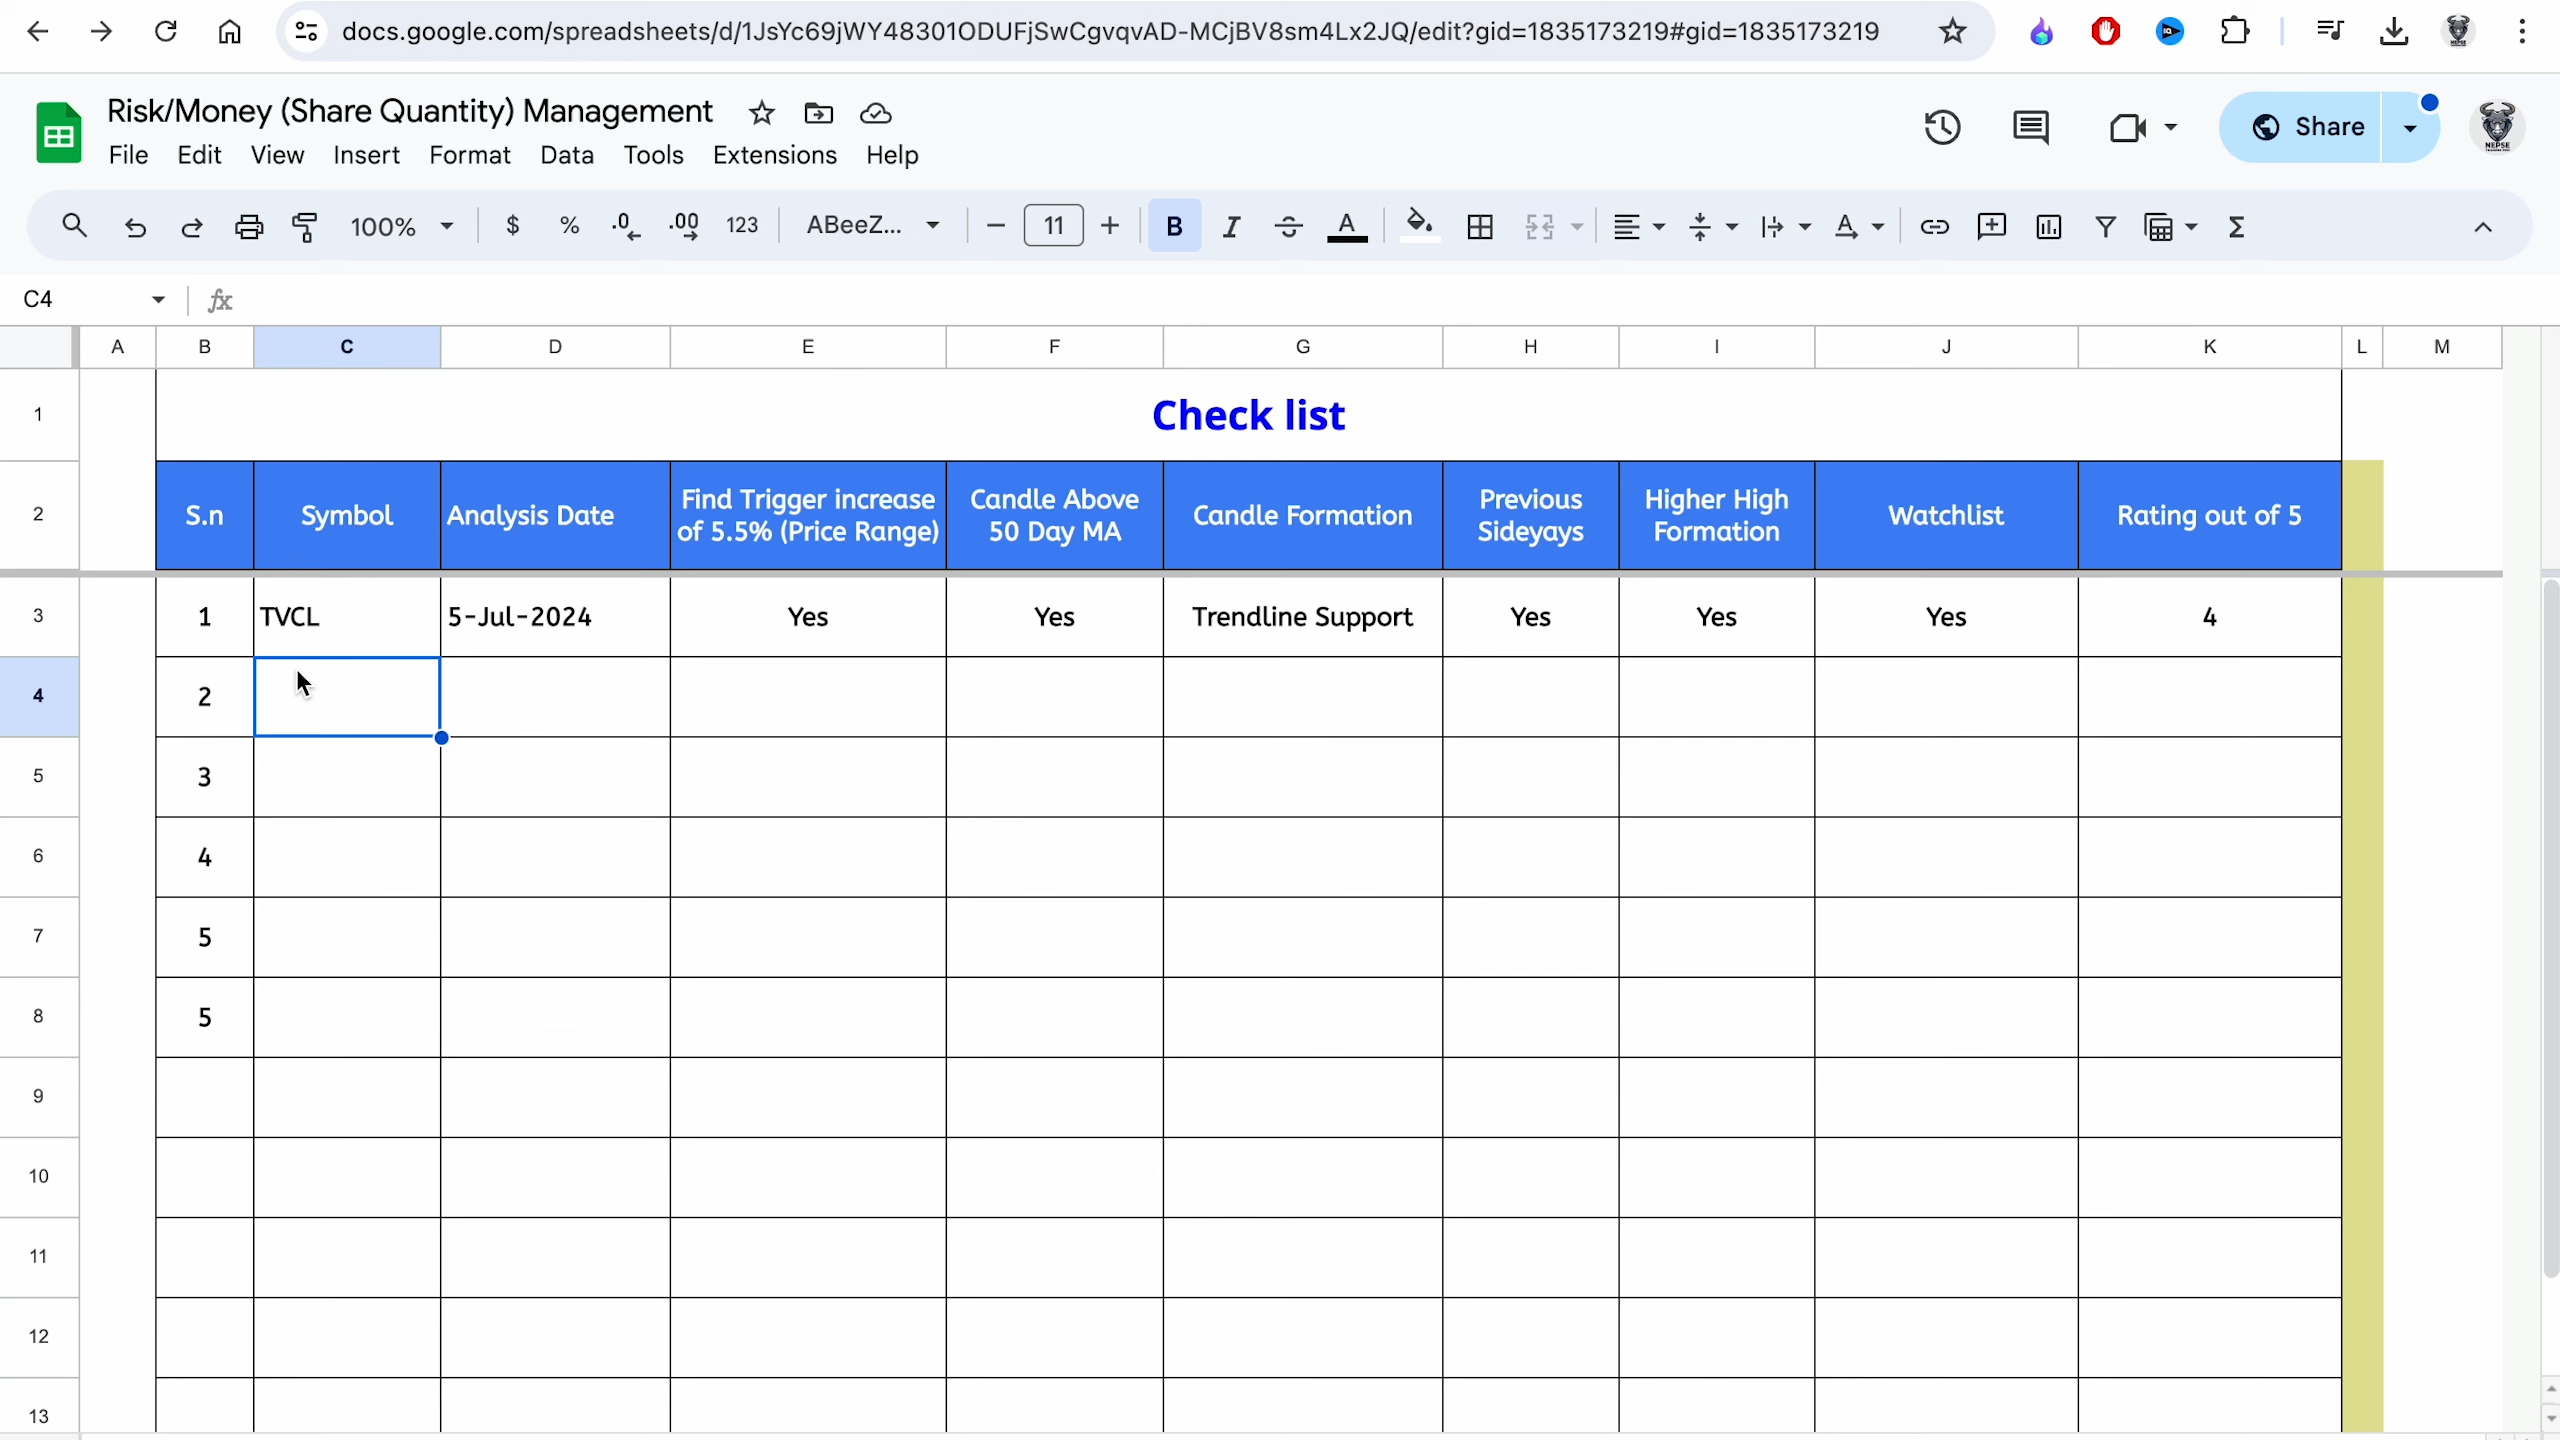 docs.google.com/spreadsheets/d/1JsYc69jWY48301ODUFjSwCgvqvAD-MCjBV8sm4Lx2JQ/edit?gid=1835173219#gid=1835173219
Risk/Money (Share Quantity) Management
File Edit View Insert Format Data Tools Extensions Help
Share
NEPSE
100% $ % .0 .00 123 ABeeZ... 11 B I A
C4 fx
A B C D E F G H I J K L M
1
Check list
2
S.n
Symbol
Analysis Date
Find Trigger increase
of 5.5% (Price Range)
Candle Above
50 Day MA
Candle Formation
Previous
Sideyays
Higher High
Formation
Watchlist
Rating out of 5
3 1 TVCL 5-Jul-2024 Yes Yes Trendline Support Yes Yes Yes 4
4 2
5 3
6 4
7 5
8 5
9
10
11
12
13